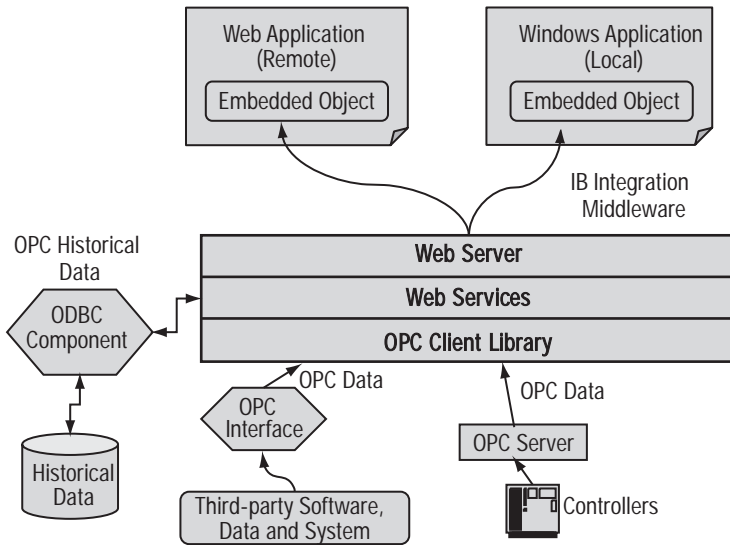 Web Application
(Remote)
Embedded Object
Windows Application
(Local)
Embedded Object
IB Integration
Middleware
OPC Historical
Data
ODBC
Component
Historical
Data
Web Server
Web Services
OPC Client Library
OPC Data
OPC
Interface
Third-party Software,
Data and System
OPC Data
OPC Server
Controllers